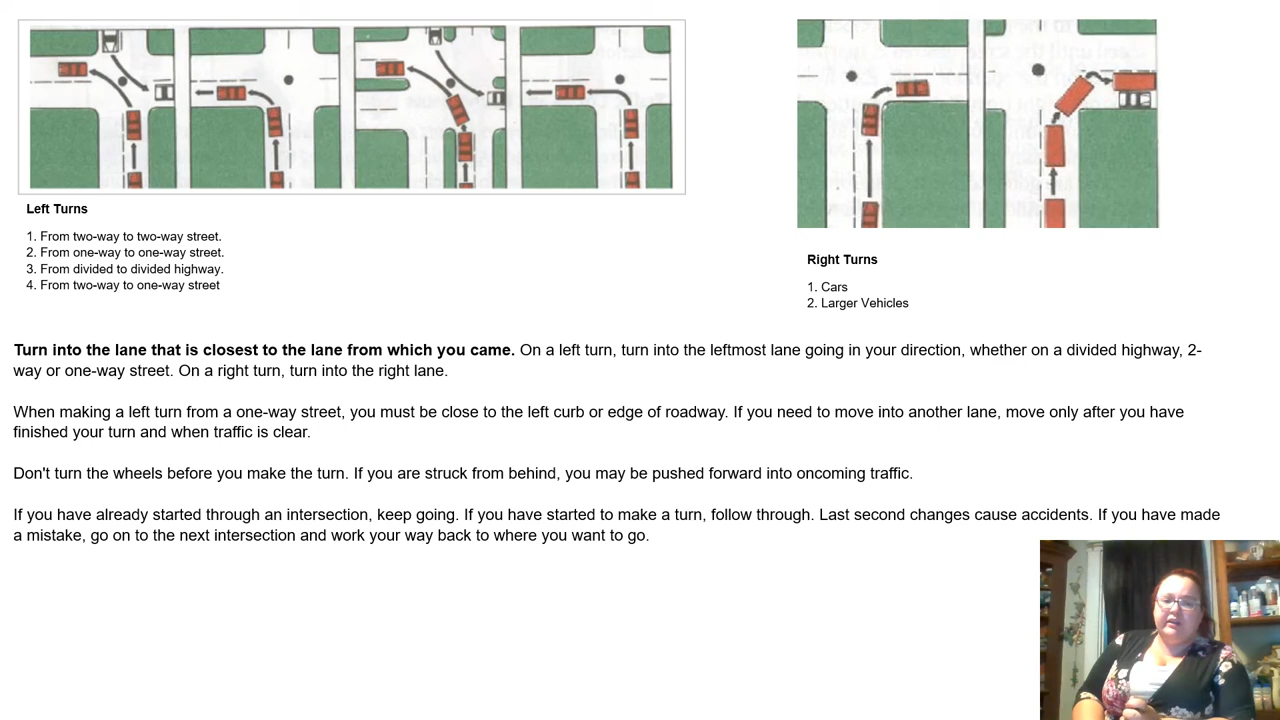 Left Turns
1. From two-way to two-way street.
2. From one-way to one-way street.
3. From divided to divided highway.
4. From two-way to one-way street
Right Turns
1. Cars
2. Larger Vehicles
Turn into the lane that is closest to the lane from which you came. On a left turn, turn into the leftmost lane going in your direction, whether on a divided highway, 2-
way or one-way street. On a right turn, turn into the right lane.
When making a left turn from a one-way street, you must be close to the left curb or edge of roadway. If you need to move into another lane, move only after you have
finished your turn and when traffic is clear.
Don't turn the wheels before you make the turn. If you are struck from behind, you may be pushed forward into oncoming traffic.
If you have already started through an intersection, keep going. If you have started to make a turn, follow through. Last second changes cause accidents. If you have made
a mistake, go on to the next intersection and work your way back to where you want to go.